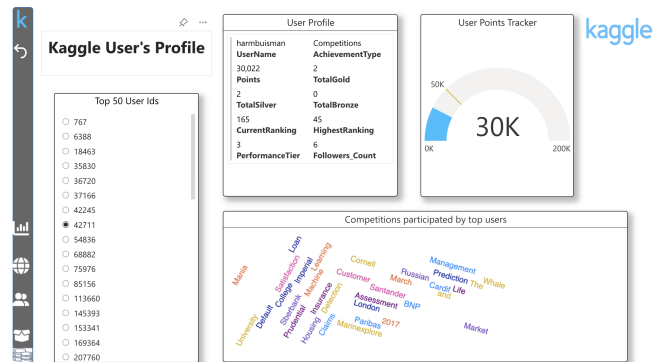 k
Kaggle User's Profile
Top 50 User Ids
767
6388
18463
35830
36720
37166
42245
42711
54836
68882
75976
85156
113660
145393
153341
169364
207760
User Profile
harmbuisman Competitions
UserName AchievementType
30,022 2
Points TotalGold
2 0
TotalSilver TotalBronze
165 45
CurrentRanking HighestRanking
3 6
PerformanceTier Followers_Count
User Points Tracker
50K
30K
0K 200K
kaggle
Competitions participated by top users
Mania
University
Default
College
Satisfaction
Loan
Imperial
Sberbank
Prudential
Machine
Learning
Insurance
Housing
Claims
Detection
Cornell
Customer
Santander
Assessment
London
Paribas
Marinexplore
2017
BNP
March
Russian
Management
Prediction
The
Whale
Cardif
Life
and
Market